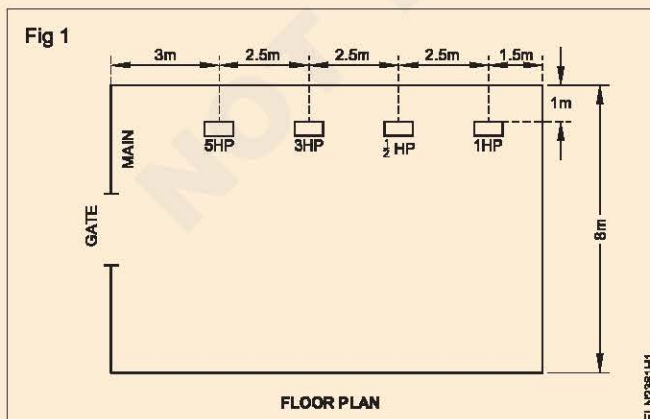 Fig 1
3m 2.5m 2.5m 2.5m 1.5m
1m
5HP 3HP 1/2 HP 1HP
MAIN
GATE
8m
FLOOR PLAN
NOT